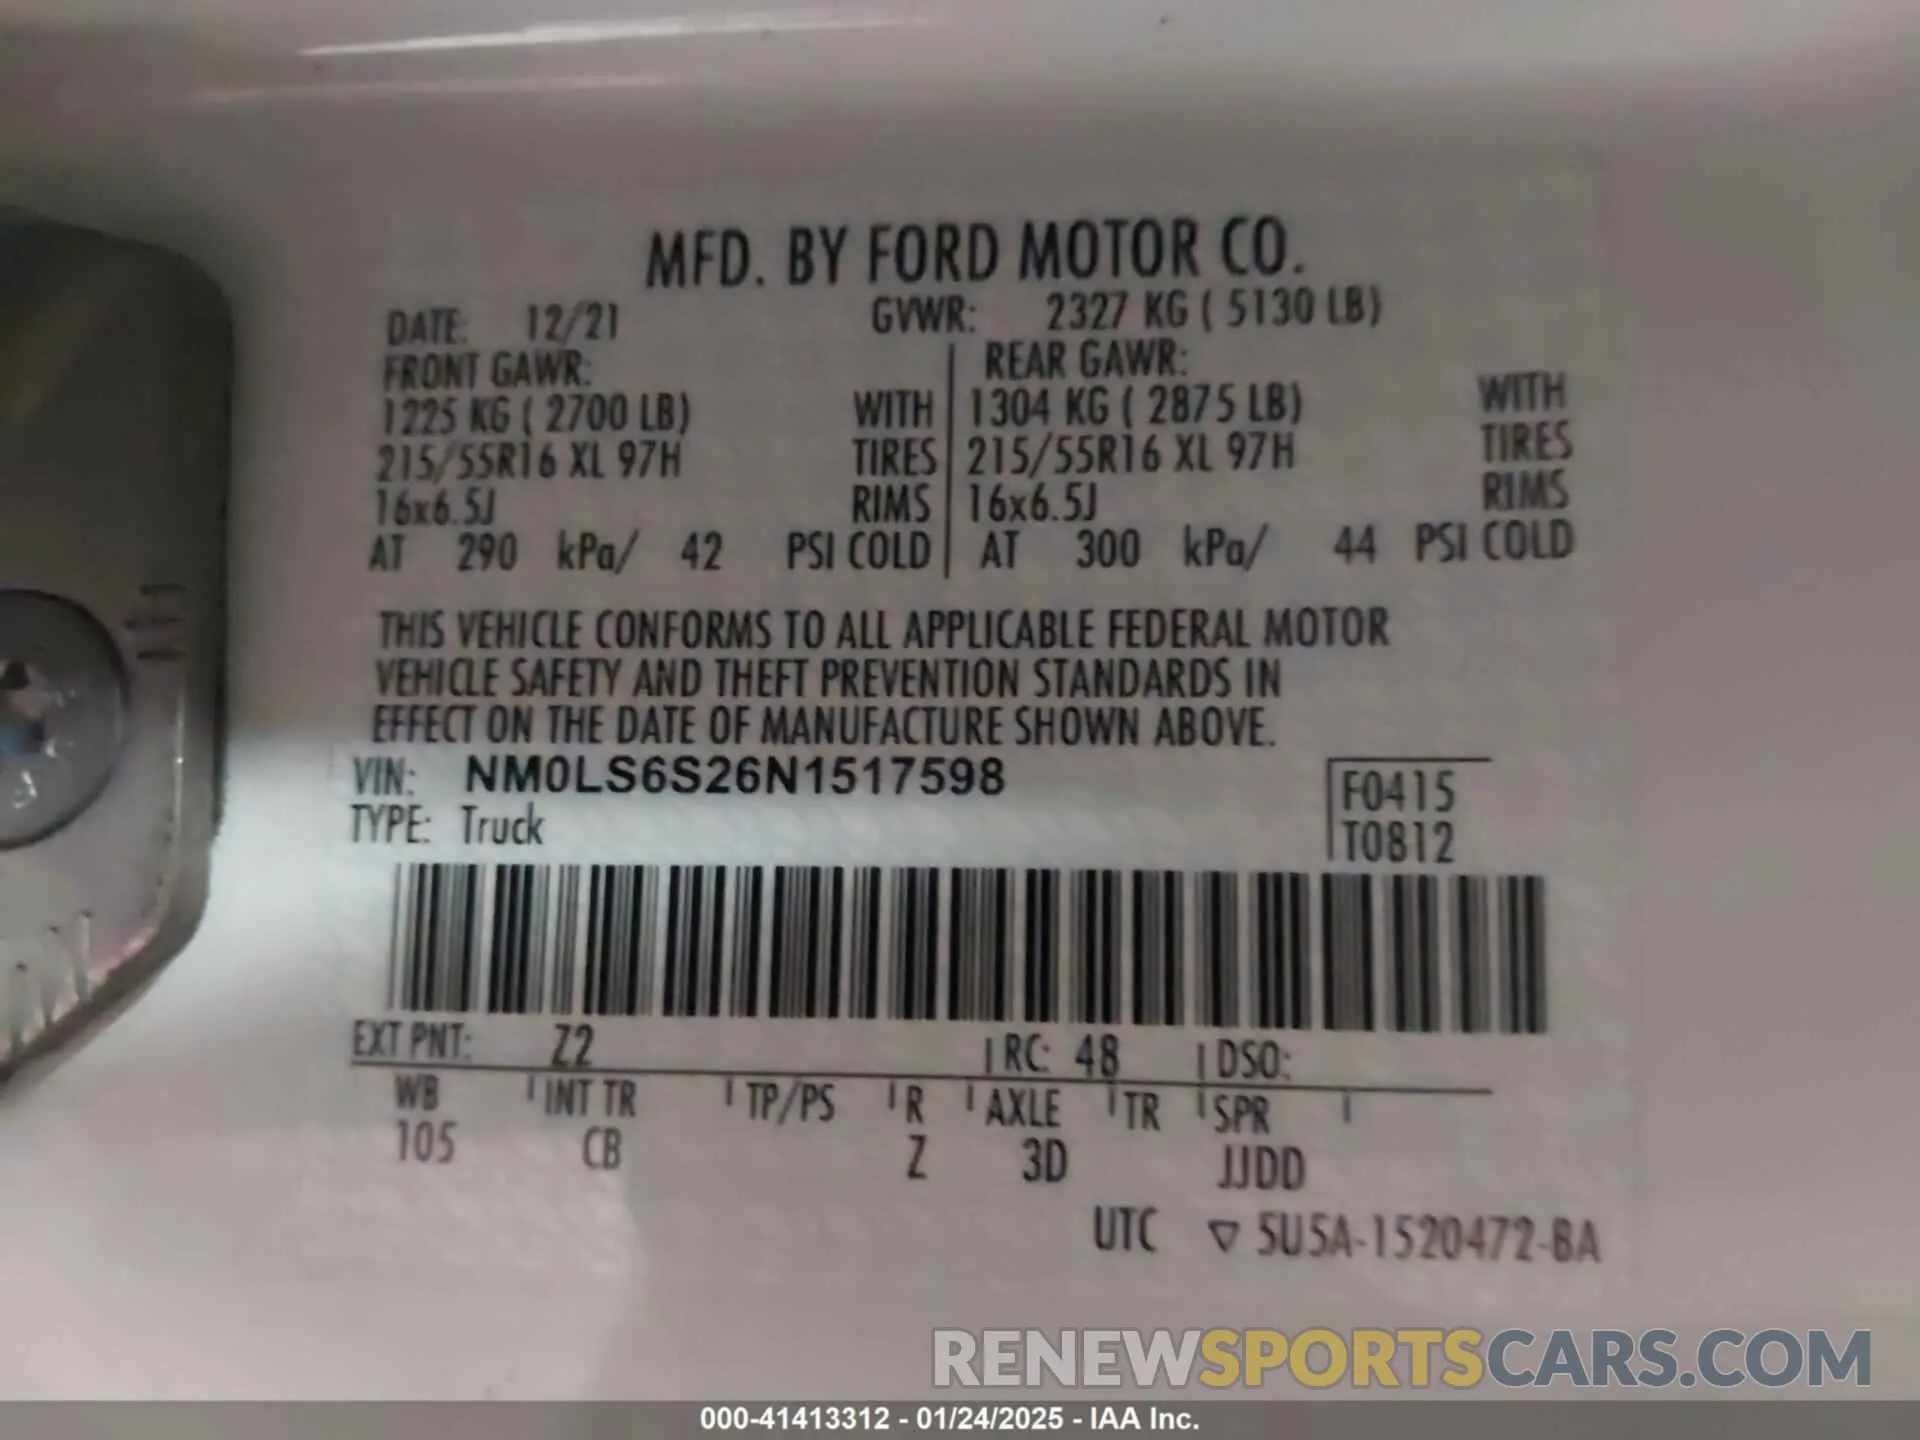 MFD. BY FORD MOTOR CO.
DATE: 12/21 GVWR: 2327 KG ( 5130 LB)
FRONT GAWR: REAR GAWR:
1225 KG ( 2700 LB) WITH 1304 KG ( 2875 LB) WITH
215/55R16 XL 97H TIRES 215/55R16 XL 97H TIRES
16x6.5J RIMS 16x6.5J RIMS
AT 290 kPa/ 42 PSI COLD AT 300 kPa/ 44 PSI COLD
THIS VEHICLE CONFORMS TO ALL APPLICABLE FEDERAL MOTOR
VEHICLE SAFETY AND THEFT PREVENTION STANDARDS IN
EFFECT ON THE DATE OF MANUFACTURE SHOWN ABOVE.
VIN: NM0LS6S26N1517598 F0415
TYPE: Truck T0812
EXT PNT: Z2 RC: 48 DSO:
WB INT TR TP/PS R AXLE TR SPR
105 CB Z 3D JJDD
UTC ▽ 5U5A-1520472-BA
RENEWSPORTSCARS.COM
000-41413312 - 01/24/2025 - IAA Inc.